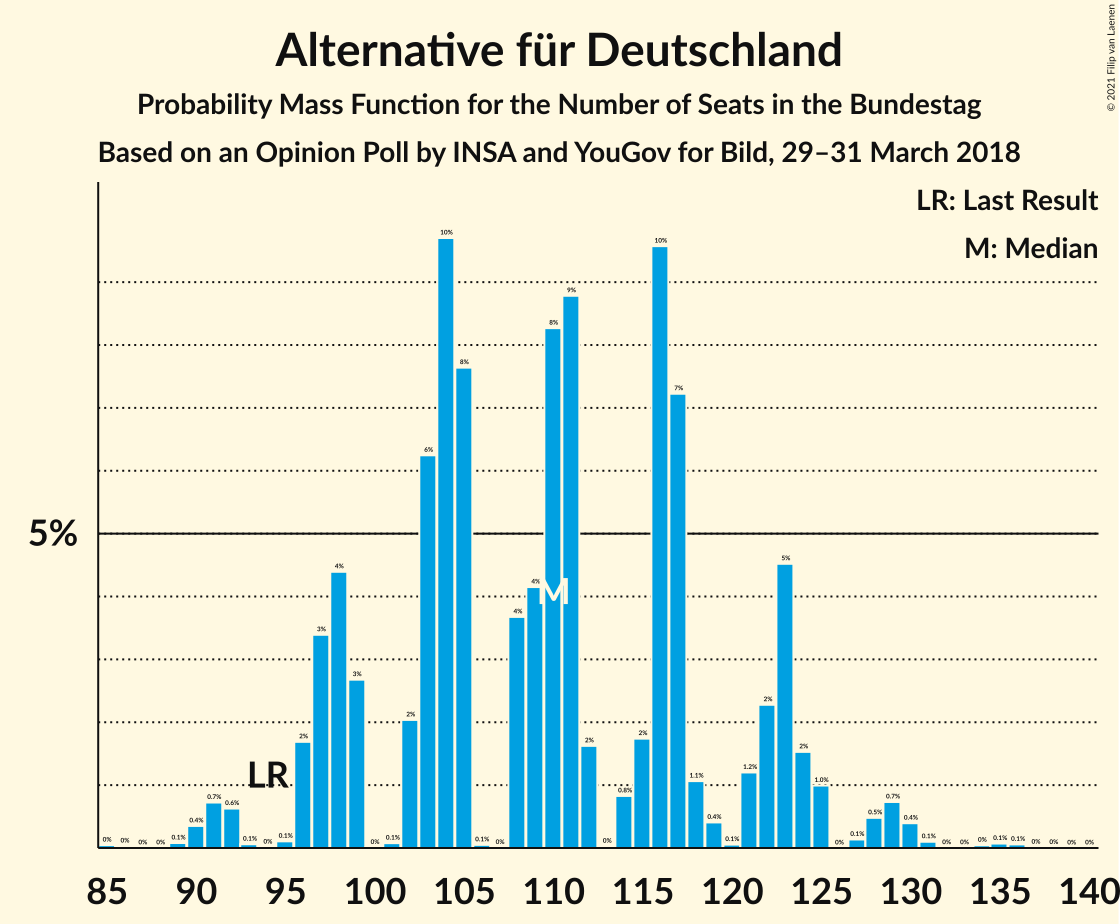 Alternative für Deutschland
Probability Mass Function for the Number of Seats in the Bundestag
Based on an Opinion Poll by INSA and YouGov for Bild, 29–31 March 2018
© 2021 Filip van Laenen
LR: Last Result
M: Median
5%
0% 0% 0% 0% 0.1% 0.4% 0.7% 0.6% 0.1% 0% 0.1% 2% 3% 4% 3% 0% 0.1% 2% 6% 10% 8% 0.1% 0% 4% 4% 8% 9% 2% 0% 0.8% 2% 10% 7% 1.1% 0.4% 0.1% 1.2% 2% 5% 2% 1.0% 0% 0.1% 0.5% 0.7% 0.4% 0.1% 0% 0% 0% 0.1% 0.1% 0% 0% 0% 0%
LR
M
85 90 95 100 105 110 115 120 125 130 135 140